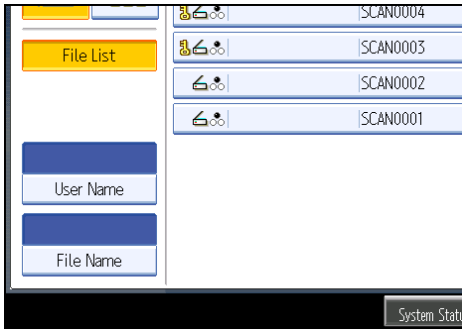 SCAN0004
File List
SCAN0003
SCAN0002
SCAN0001
User Name
File Name
System Statu